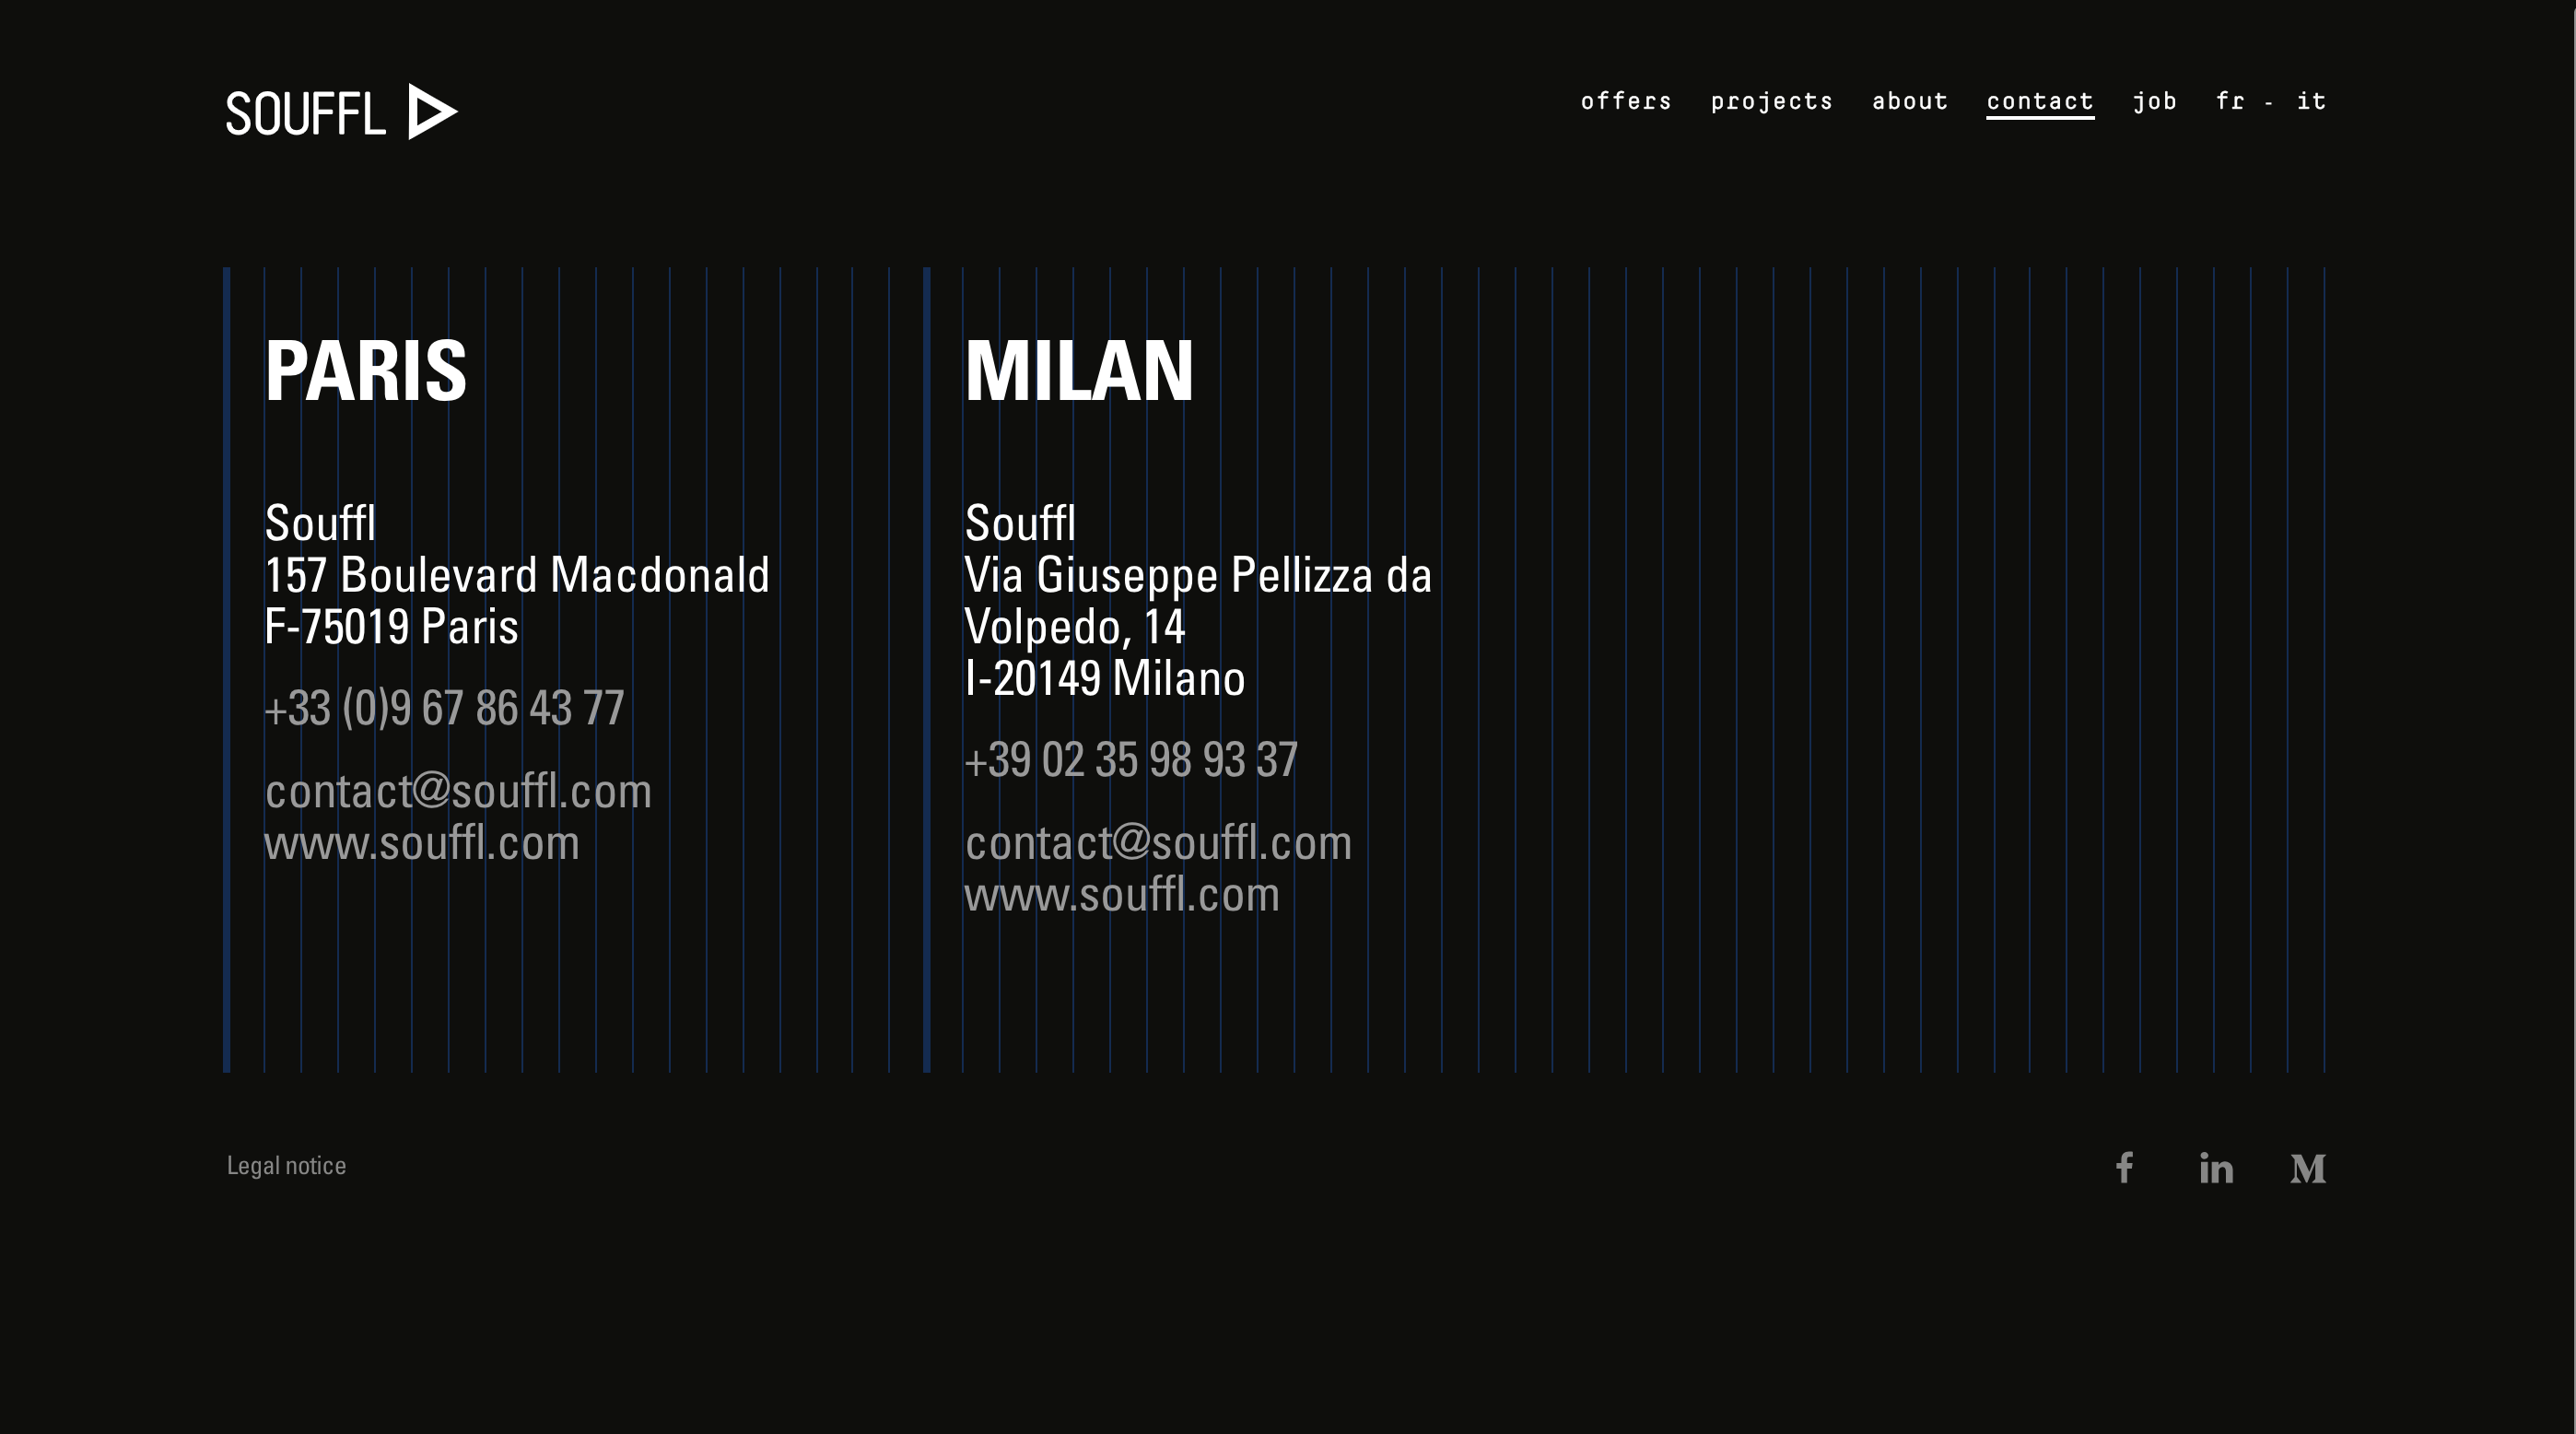 SOUFFL
offers projects about contact job fr - it
PARIS
Souffl
157 Boulevard Macdonald
F-75019 Paris
+33 (0)9 67 86 43 77
contact@souffl.com
www.souffl.com
MILAN
Souffl
Via Giuseppe Pellizza da
Volpedo, 14
I-20149 Milano
+39 02 35 98 93 37
contact@souffl.com
www.souffl.com
Legal notice